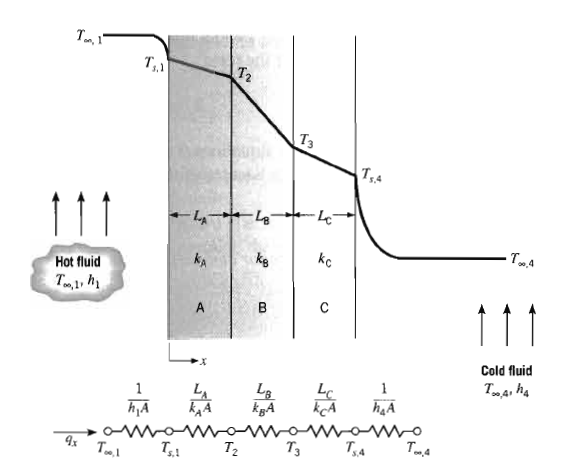 T∞, 1
Ts, 1
T2
T3
Ts,4
LA LB LC
Hot fluid
T∞,1, h1
kA kB kC
T∞,4
A B C
x
Cold fluid
T∞,4, h4
1/h1A LA/kAA LB/kBA LC/kCA 1/h4A
qx
T∞,1 Ts,1 T2 T3 Ts,4 T∞,4